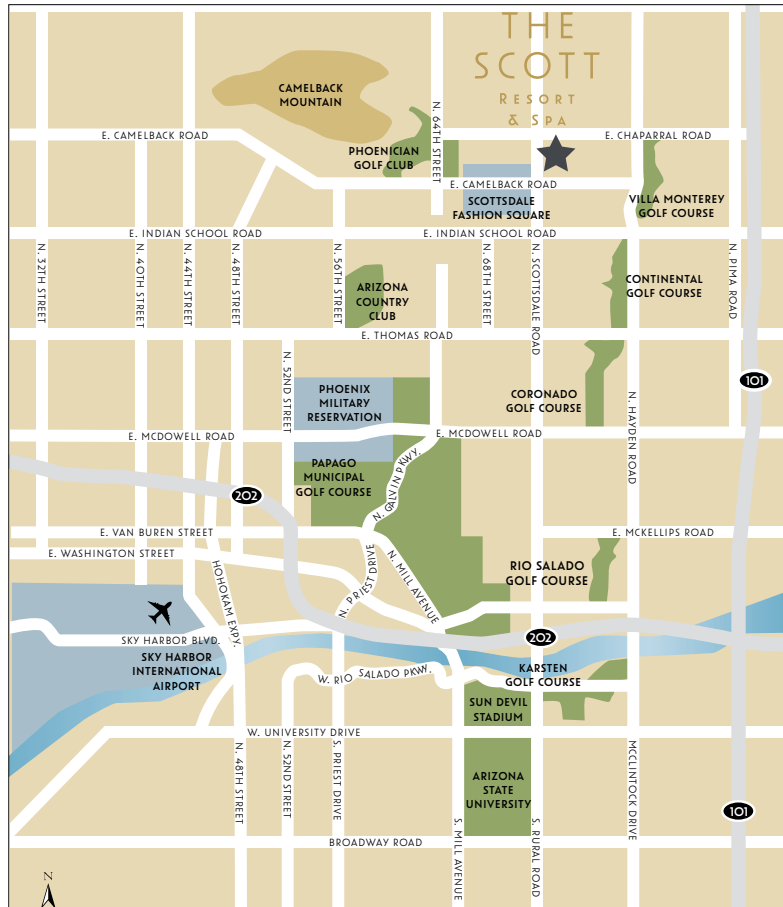 THE
SCOTT
RESORT
& SPA
CAMELBACK
MOUNTAIN
N. 64TH STREET
E. CAMELBACK ROAD
E. CHAPARRAL ROAD
PHOENICIAN
GOLF CLUB
E. CAMELBACK ROAD
SCOTTSDALE
FASHION SQUARE
VILLA MONTEREY
GOLF COURSE
E. INDIAN SCHOOL ROAD
E. INDIAN SCHOOL ROAD
N. 32TH STREET
N. 40TH STREET
N. 44TH STREET
N. 48TH STREET
N. 56TH STREET
N. 68TH STREET
N. SCOTTSDALE ROAD
N. PIMA ROAD
ARIZONA
COUNTRY
CLUB
CONTINENTAL
GOLF COURSE
E. THOMAS ROAD
N. 52ND STREET
PHOENIX
MILITARY
RESERVATION
CORONADO
GOLF COURSE
N. HAYDEN ROAD
101
E. MCDOWELL ROAD
E. MCDOWELL ROAD
PAPAGO
MUNICIPAL
GOLF COURSE
N. GALVIN PKWY.
202
E. VAN BUREN STREET
E. MCKELLIPS ROAD
E. WASHINGTON STREET
HOHOKAM EXPY.
N. PRIEST DRIVE
N. MILL AVENUE
RIO SALADO
GOLF COURSE
SKY HARBOR BLVD.
202
SKY HARBOR
INTERNATIONAL
AIRPORT
W. RIO SALADO PKWY.
KARSTEN
GOLF COURSE
SUN DEVIL
STADIUM
W. UNIVERSITY DRIVE
N. 48TH STREET
N. 52ND STREET
S. PRIEST DRIVE
MCCLINTOCK DRIVE
ARIZONA
STATE
UNIVERSITY
101
S. MILL AVENUE
S. RURAL ROAD
BROADWAY ROAD
N